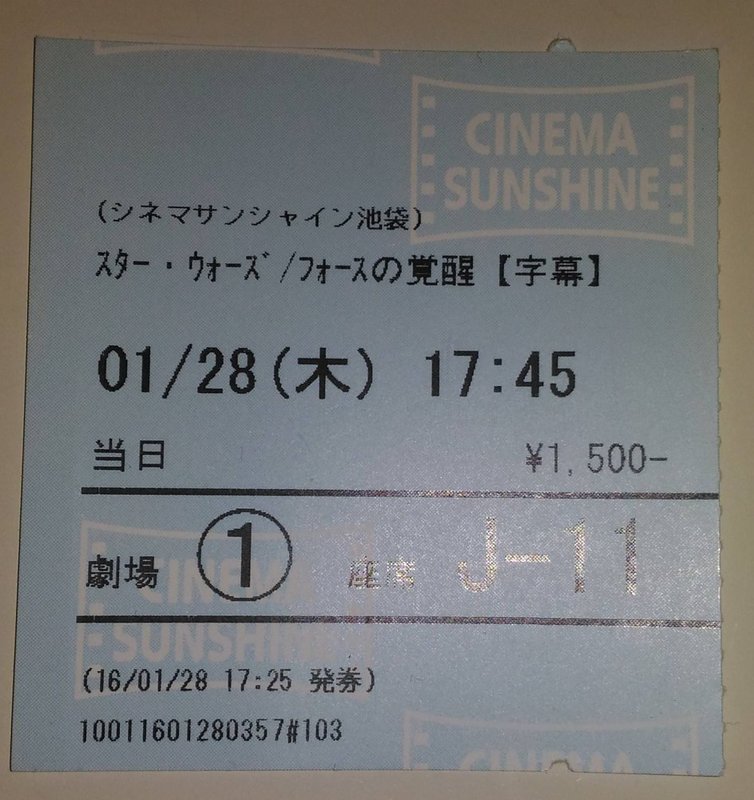 CINEMA
SUNSHINE
(シネマサンシャイン池袋)
ｽﾀｰ・ｳｫｰｽﾞ/ﾌｫｰｽの覚醒【字幕】
01/28(木) 17:45
当日 ¥1,500-
劇場 ① 座席 J-11
CINEMA
SUNSHINE
(16/01/28 17:25 発券)
10011601280357#103
CINEMA